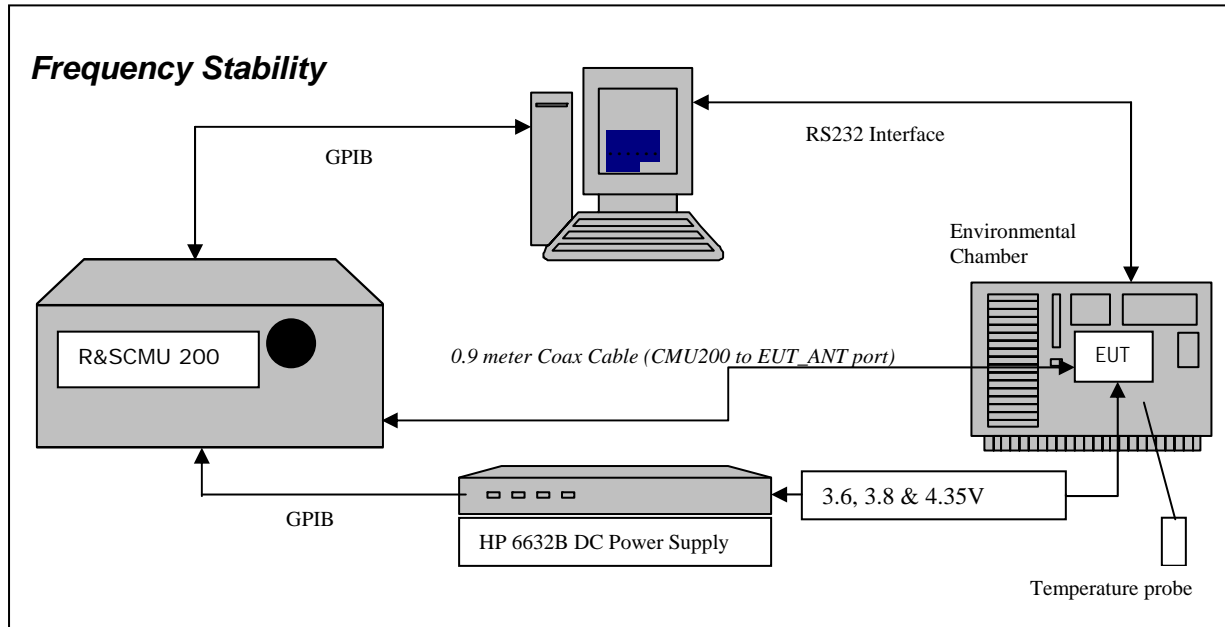 Frequency Stability
GPIB
RS232 Interface
Environmental
Chamber
R&SCMU 200
0.9 meter Coax Cable (CMU200 to EUT_ANT port)
EUT
3.6, 3.8 & 4.35V
GPIB
HP 6632B DC Power Supply
Temperature probe